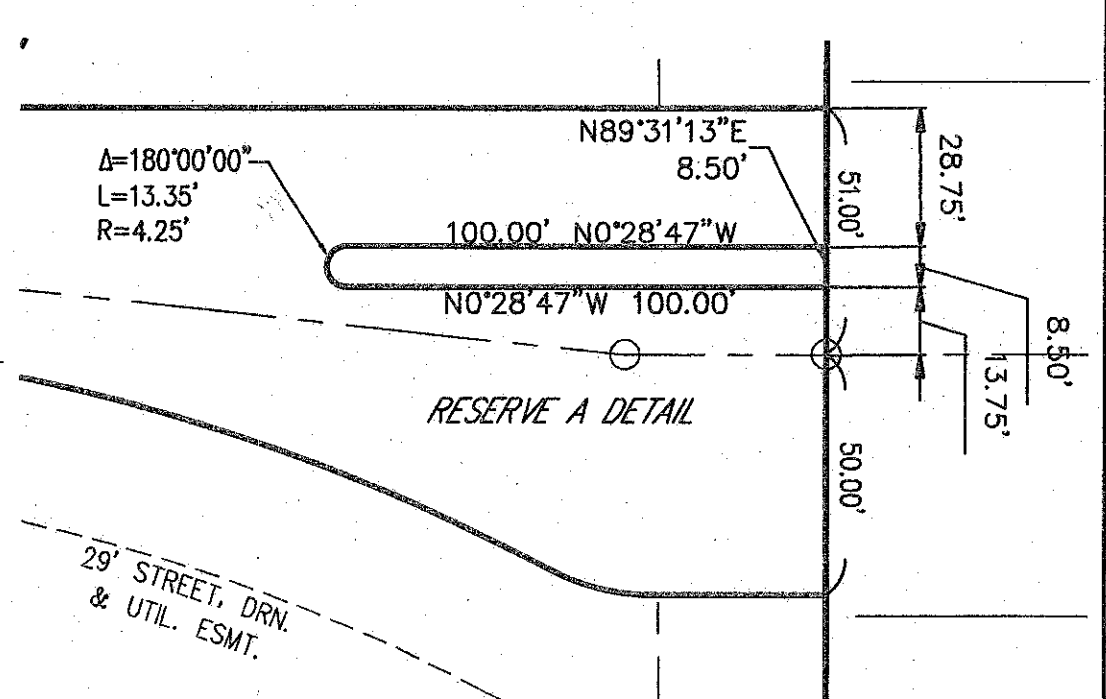 Δ=180°00'00"
L=13.35'
R=4.25'
N89°31'13"E
8.50'
28.75'
51.00'
100.00' N0°28'47"W
N0°28'47"W 100.00'
8.50'
13.75'
RESERVE A DETAIL
50.00'
29' STREET, DRN.
& UTIL. ESMT.